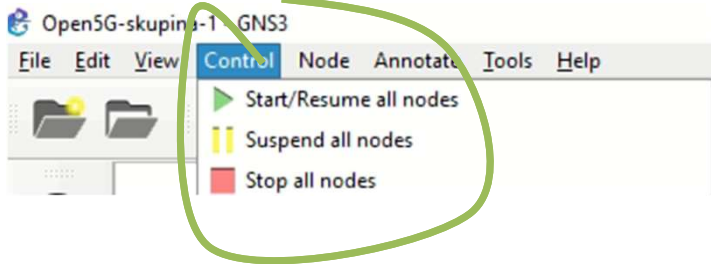 Open5G-skupina-1 - GNS3
File Edit View Control Node Annotate Tools Help
Start/Resume all nodes
Suspend all nodes
Stop all nodes